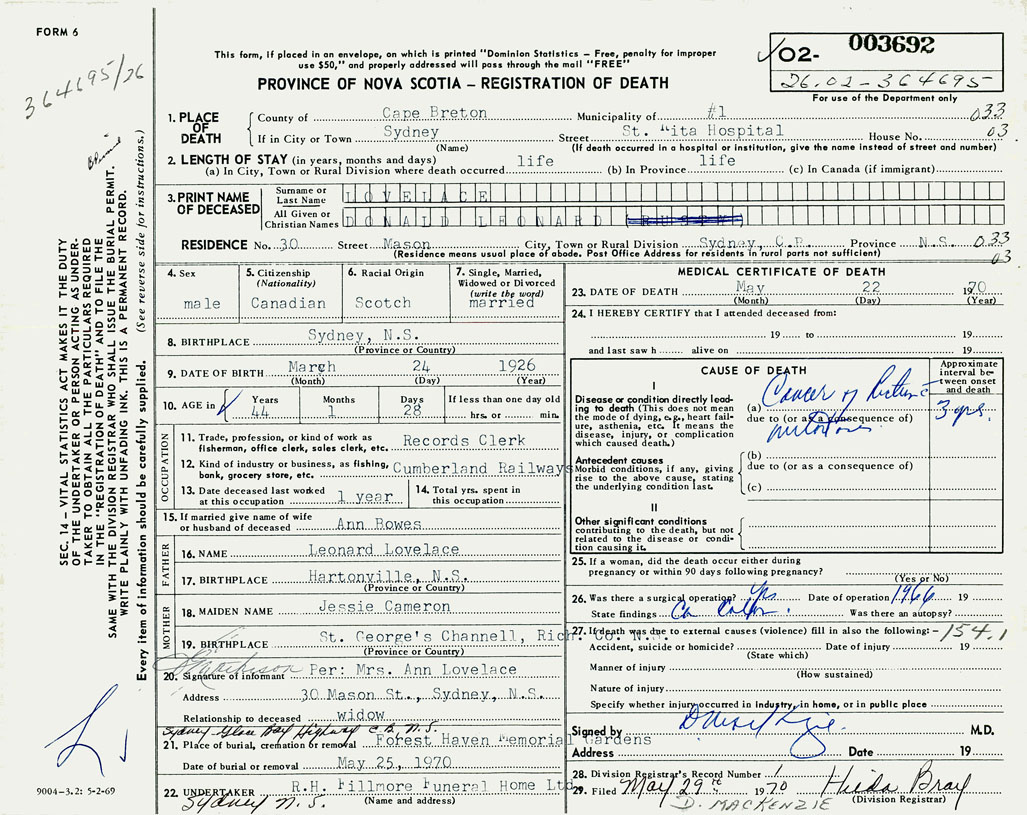 FORM 6
364695/26
This form, if placed in an envelope, on which is printed "Dominion Statistics – Free, penalty for improper
use $50," and properly addressed will pass through the mail "FREE"
PROVINCE OF NOVA SCOTIA – REGISTRATION OF DEATH
02- 003692
26.02-364695
For use of the Department only
1. PLACE OF DEATH
County of Cape Breton Municipality of #1 033
If in City or Town Sydney Street St. Rita Hospital House No. 03
(Name) (If death occurred in a hospital or institution, give the name instead of street and number)
2. LENGTH OF STAY (in years, months and days) life life
(a) In City, Town or Rural Division where death occurred (b) In Province (c) In Canada (if immigrant)
3. PRINT NAME OF DECEASED
Surname or Last Name LOVELACE
All Given or Christian Names DONALD LEONARD
RESIDENCE No. 30 Street Mason City, Town or Rural Division Sydney, C.B. Province N.S. 033
(Residence means usual place of abode. Post Office Address for residents in rural parts not sufficient) 03
4. Sex
male
5. Citizenship
(Nationality)
Canadian
6. Racial Origin
Scotch
7. Single, Married,
Widowed or Divorced
(write the word)
married
8. BIRTHPLACE Sydney, N.S.
(Province or Country)
9. DATE OF BIRTH March 24 1926
(Month) (Day) (Year)
10. AGE in Years Months Days If less than one day old
44 1 28 hrs. or min.
OCCUPATION
11. Trade, profession, or kind of work as
fisherman, office clerk, sales clerk, etc. Records Clerk
12. Kind of industry or business, as fishing,
bank, grocery store, etc. Cumberland Railways
13. Date deceased last worked
at this occupation 1 year
14. Total yrs. spent in
this occupation
15. If married give name of wife
or husband of deceased Ann Rowes
FATHER
16. NAME Leonard Lovelace
17. BIRTHPLACE Hartonville, N.S.
(Province or Country)
MOTHER
18. MAIDEN NAME Jessie Cameron
19. BIRTHPLACE St. George's Channell, Rich. Co. N.S.
(Province or Country)
20. Signature of informant Per: Mrs. Ann Lovelace
Address 30 Mason St., Sydney, N.S.
Relationship to deceased widow
Sydney-Glace Bay Highway C.B. N.S.
21. Place of burial, cremation or removal Forest Haven Memorial Gardens
Date of burial or removal May 25, 1970
22. UNDERTAKER R.H. Fillmore Funeral Home Ltd
Sydney N.S. (Name and address)
MEDICAL CERTIFICATE OF DEATH
23. DATE OF DEATH May 22 1970
(Month) (Day) (Year)
24. I HEREBY CERTIFY that I attended deceased from:
19 to 19
and last saw h alive on 19
CAUSE OF DEATH
Approximate interval between onset and death
I
Disease or condition directly leading to death (This does not mean the mode of dying, e.g., heart failure, asthenia, etc. It means the disease, injury, or complication which caused death.)
(a) Cancer of Rectum 3 yrs.
due to (or as a consequence of)
Antecedent causes
Morbid conditions, if any, giving rise to the above cause, stating the underlying condition last.
(b)
due to (or as a consequence of)
(c)
II
Other significant conditions
contributing to the death, but not related to the disease or condition causing it.
25. If a woman, did the death occur either during
pregnancy or within 90 days following pregnancy?
(Yes or No)
26. Was there a surgical operation? Yes Date of operation 1966 19
State findings Ca Colon. Was there an autopsy?
27. If death was due to external causes (violence) fill in also the following: – 154.1
Accident, suicide or homicide? Date of injury 19
(State which)
Manner of injury
(How sustained)
Nature of injury
Specify whether injury occurred in industry, in home, or in public place
Signed by M.D.
Address Date 19
28. Division Registrar's Record Number 1
29. Filed May 29th 1970 Hilda Bray
(Division Registrar)
D. MACKENZIE
SEC. 14 – VITAL STATISTICS ACT MAKES IT THE DUTY
OF THE UNDERTAKER OR PERSON ACTING AS UNDER-
TAKER TO OBTAIN ALL THE PARTICULARS REQUIRED
IN THE "REGISTRATION OF DEATH" AND TO FILE THE
SAME WITH THE DIVISION REGISTRAR WHO SHALL ISSUE THE BURIAL PERMIT.
WRITE PLAINLY WITH UNFADING INK. THIS IS A PERMANENT RECORD.
Every item of information should be carefully supplied. (See reverse side for instructions.)
9004-3.2: 5-2-69